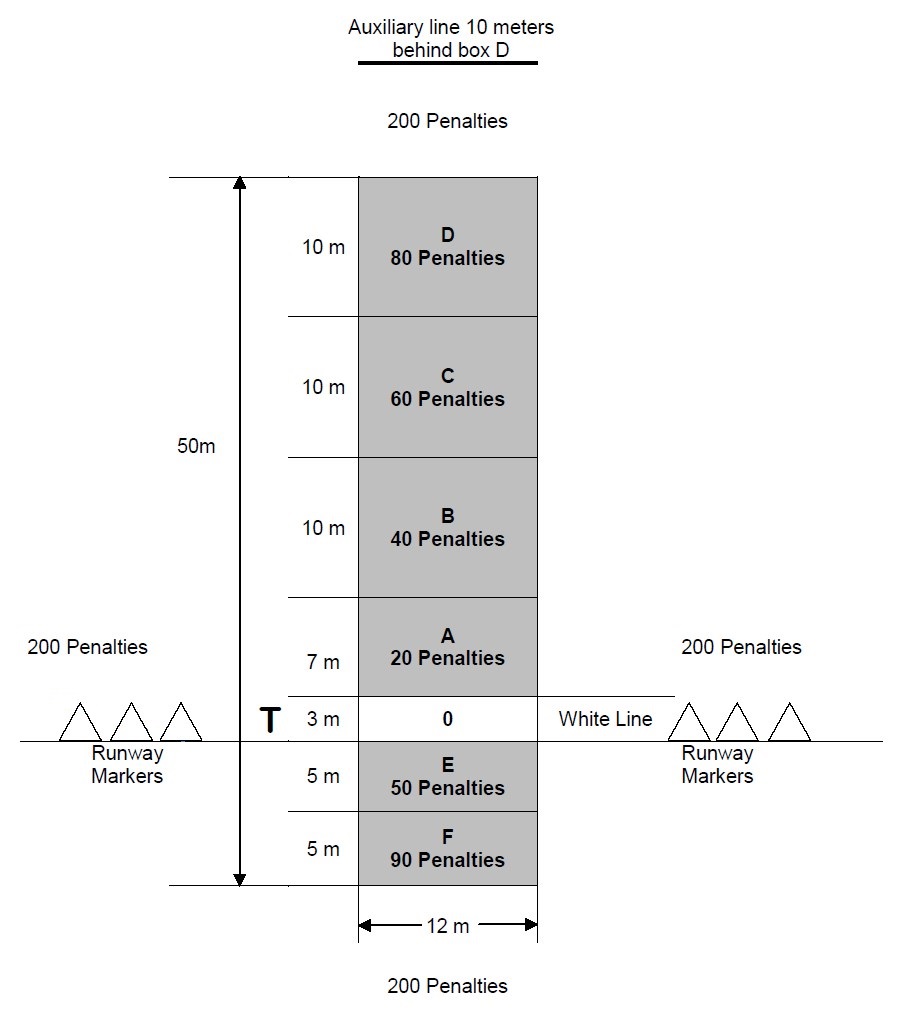 Auxiliary line 10 meters
behind box D
200 Penalties
D
10 m
80 Penalties
C
10 m
60 Penalties
50m
B
10 m
40 Penalties
A
200 Penalties
200 Penalties
7 m
20 Penalties
T
3 m
0
White Line
Runway
Markers
Runway
Markers
E
5 m
50 Penalties
F
5 m
90 Penalties
12 m
200 Penalties